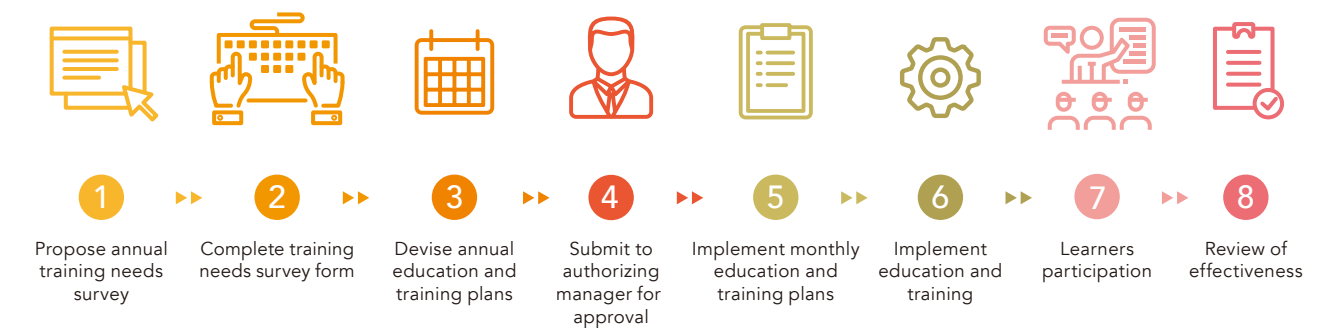 1
Propose annual
training needs
survey
2
Complete training
needs survey form
3
Devise annual
education and
training plans
4
Submit to
authorizing
manager for
approval
5
Implement monthly
education and
training plans
6
Implement
education and
training
7
Learners
participation
8
Review of
effectiveness